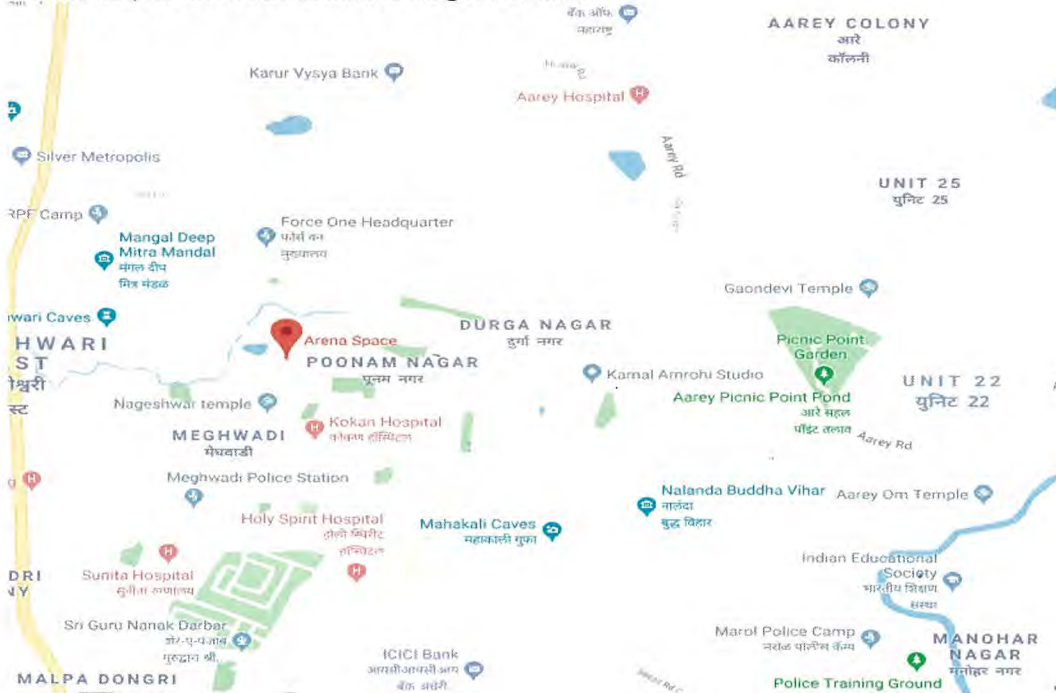 बँक ऑफ
महाराष्ट्र
AAREY COLONY
आरे
कॉलनी
Karur Vysya Bank
Aarey Hospital
Silver Metropolis
Aarey Rd
UNIT 25
युनिट 25
RPF Camp
Mangal Deep
Mitra Mandal
मंगल दीप
मित्र मंडळ
Force One Headquarter
फोर्स वन
मुख्यालय
Gaondevi Temple
wari Caves
HWARI
ST
Arena Space
DURGA NAGAR
दुर्गा नगर
POONAM NAGAR
पूनम नगर
Picnic Point
Garden
Kamal Amrohi Studio
UNIT 22
युनिट 22
Aarey Picnic Point Pond
पॉइंट तलाव
Aarey Rd
Nageshwar temple
Kokan Hospital
MEGHWADI
मेघवाडी
Meghwadi Police Station
Nalanda Buddha Vihar
नालंदा
बुद्ध विहार
Aarey Om Temple
Holy Spirit Hospital
Mahakali Caves
महाकाली गुफा
Indian Educational
Society
भारतीय शिक्षण
संस्था
DRI
NY
Sunita Hospital
सुनीता रुग्णालय
Sri Guru Nanak Darbar
Marol Police Camp
MANOHAR
NAGAR
मनोहर नगर
ICICI Bank
MALPA DONGRI
Police Training Ground